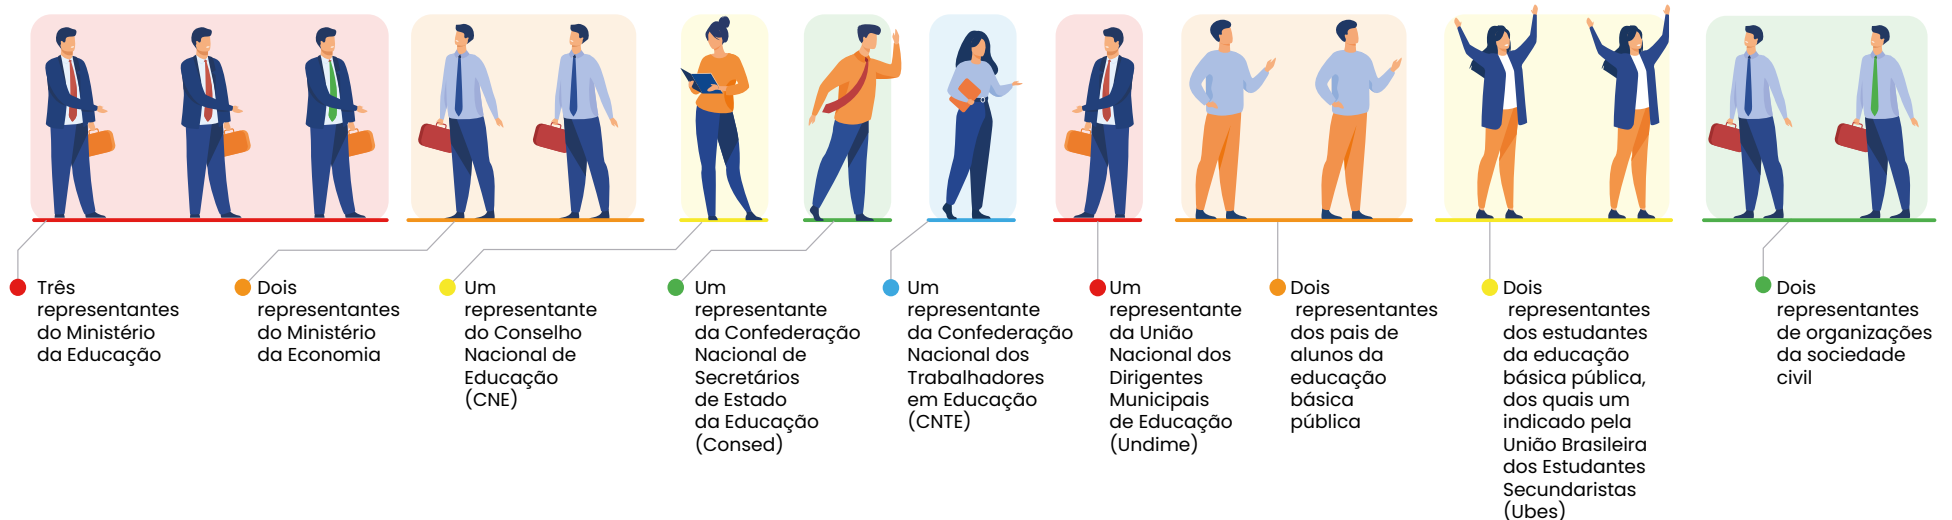 Três
representantes
do Ministério
da Educação
Dois
representantes
do Ministério
da Economia
Um
representante
do Conselho
Nacional de
Educação
(CNE)
Um
representante
da Confederação
Nacional de
Secretários
de Estado
da Educação
(Consed)
Um
representante
da Confederação
Nacional dos
Trabalhadores
em Educação
(CNTE)
Um
representante
da União
Nacional dos
Dirigentes
Municipais
de Educação
(Undime)
Dois
representantes
dos pais de
alunos da
educação
básica
pública
Dois
representantes
dos estudantes
da educação
básica pública,
dos quais um
indicado pela
União Brasileira
dos Estudantes
Secundaristas
(Ubes)
Dois
representantes
de organizações
da sociedade
civil